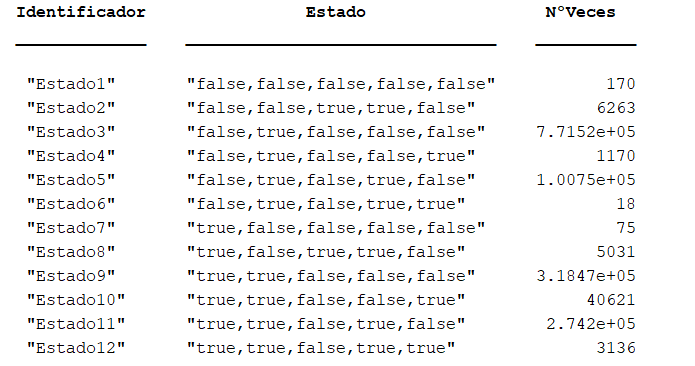 Identificador Estado N°Veces
"Estado1" "false,false,false,false,false" 170
"Estado2" "false,false,true,true,false" 6263
"Estado3" "false,true,false,false,false" 7.7152e+05
"Estado4" "false,true,false,false,true" 1170
"Estado5" "false,true,false,true,false" 1.0075e+05
"Estado6" "false,true,false,true,true" 18
"Estado7" "true,false,false,false,false" 75
"Estado8" "true,false,true,true,false" 5031
"Estado9" "true,true,false,false,false" 3.1847e+05
"Estado10" "true,true,false,false,true" 40621
"Estado11" "true,true,false,true,false" 2.742e+05
"Estado12" "true,true,false,true,true" 3136